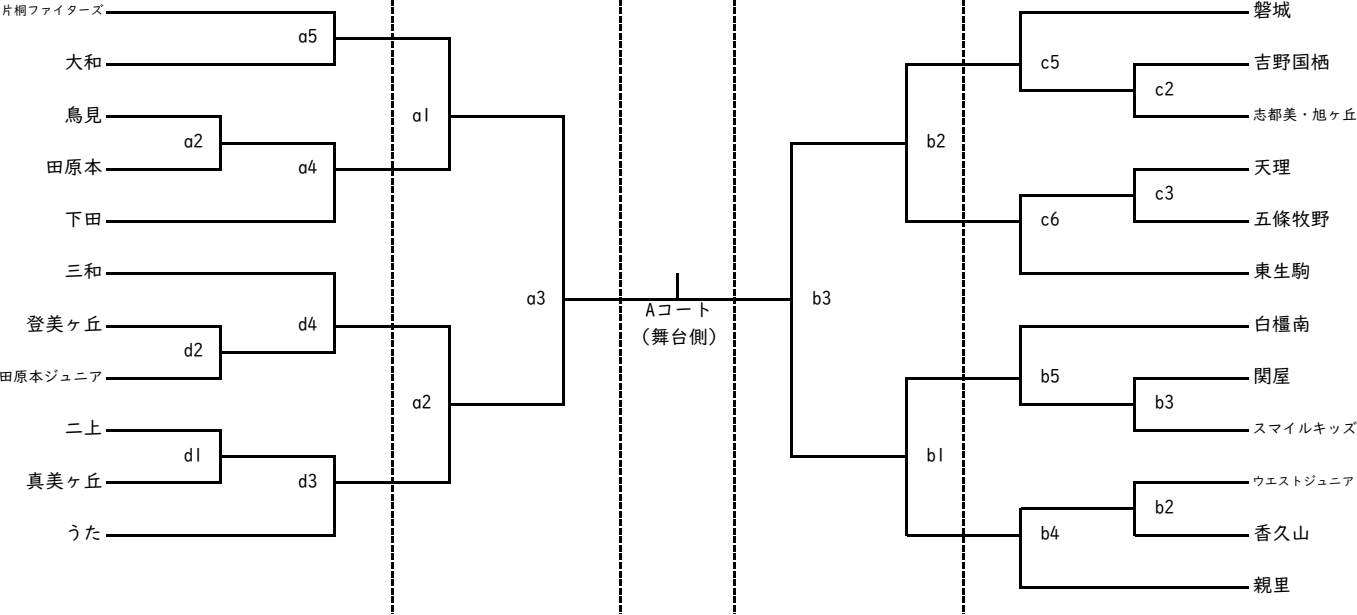 片桐ファイターズ
a5
大和
a1
鳥見
a2
田原本
a4
下田
a3
三和
登美ヶ丘
d4
d2
田原本ジュニア
a2
二上
d1
真美ヶ丘
d3
うた
Aコート
(舞台側)
磐城
c5
吉野国栖
c2
志都美・旭ヶ丘
b2
天理
c3
五條牧野
c6
東生駒
b3
白橿南
b5
関屋
b3
スマイルキッズ
b1
ウエストジュニア
b2
香久山
b4
親里